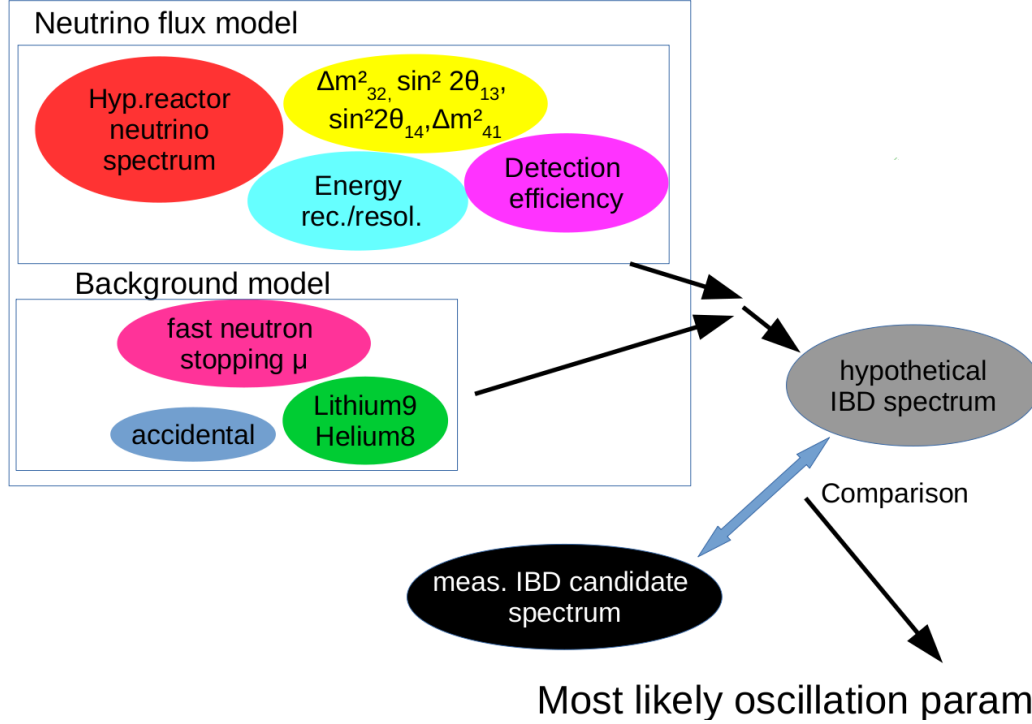 Neutrino flux model
Hyp.reactor
neutrino
spectrum
Δm²₃₂, sin² 2θ₁₃,
sin²2θ₁₄,Δm²₄₁
Energy
rec./resol.
Detection
efficiency
Background model
fast neutron
stopping μ
Lithium9
Helium8
accidental
hypothetical
IBD spectrum
Comparison
meas. IBD candidate
spectrum
Most likely oscillation param